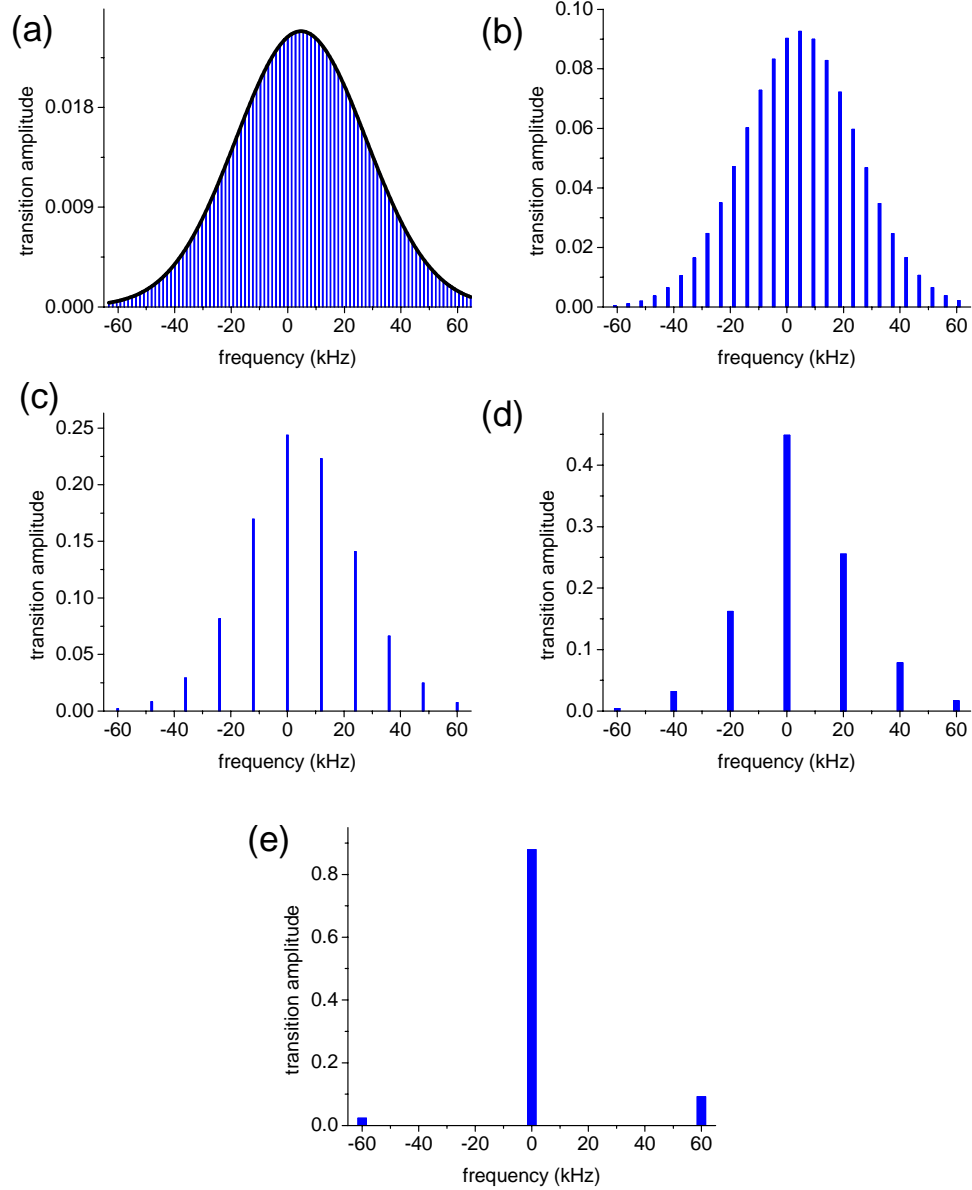 (a)
transition amplitude
0.018
0.009
0.000
-60 -40 -20 0 20 40 60
frequency (kHz)
(b)
transition amplitude
0.10
0.08
0.06
0.04
0.02
0.00
-60 -40 -20 0 20 40 60
frequency (kHz)
(c)
transition amplitude
0.25
0.20
0.15
0.10
0.05
0.00
-60 -40 -20 0 20 40 60
frequency (kHz)
(d)
transition amplitude
0.4
0.3
0.2
0.1
0.0
-60 -40 -20 0 20 40 60
frequency (kHz)
(e)
transition amplitude
0.8
0.6
0.4
0.2
0.0
-60 -40 -20 0 20 40 60
frequency (kHz)